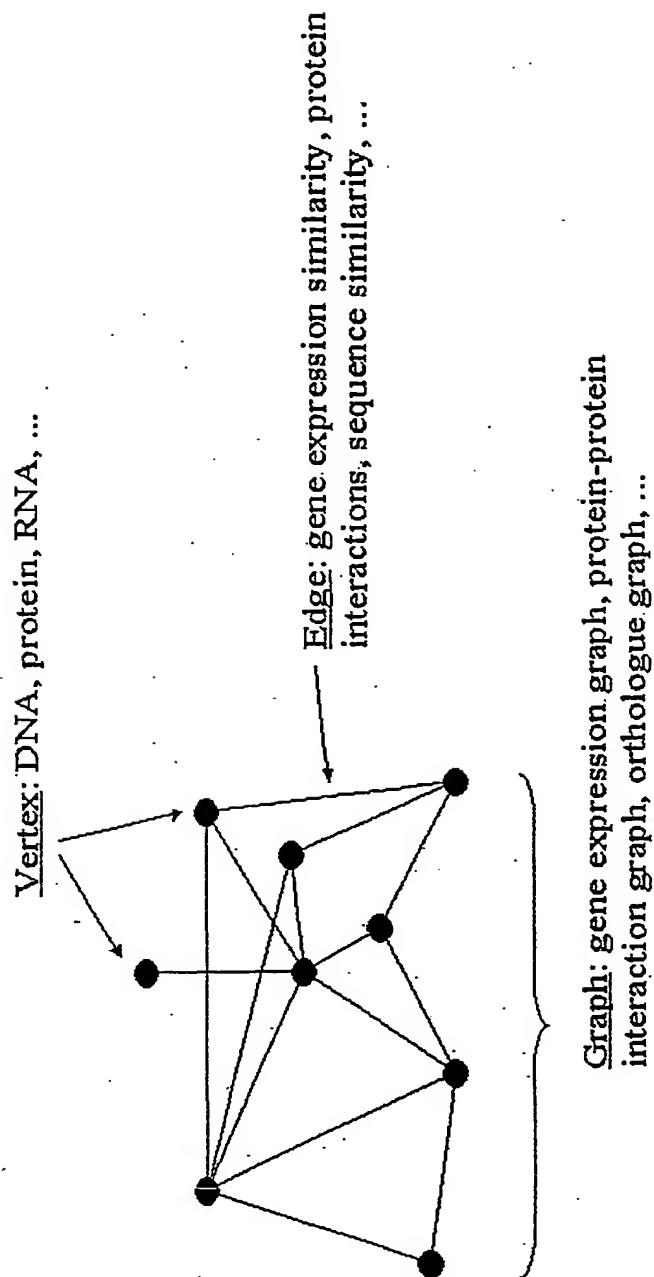 Vertex: DNA, protein, RNA, ...
Edge: gene expression similarity, protein
interactions, sequence similarity, ...
Graph: gene expression graph, protein-protein
interaction graph, orthologue graph, ...